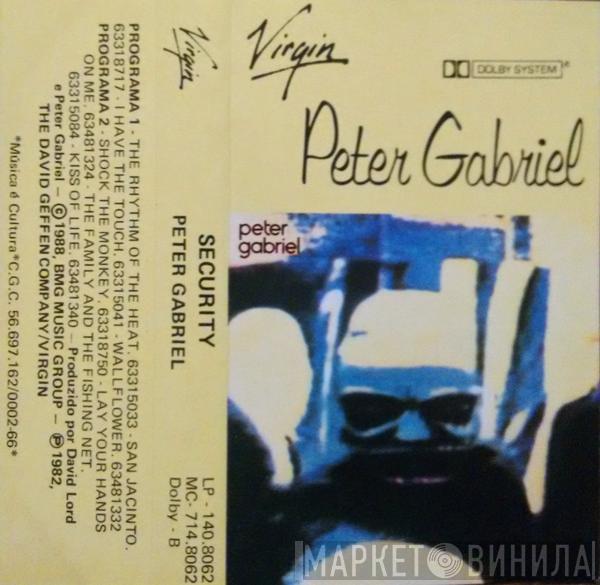 PROGRAMA 1 - THE RHYTHM OF THE HEAT. 63315033 - SAN JACINTO.
63318717 - I HAVE THE TOUCH. 63315041 - WALLFLOWER. 63481332
PROGRAMA 2 - SHOCK THE MONKEY. 63318750 - LAY YOUR HANDS
ON ME. 63481324 - THE FAMILY AND THE FISHING NET.
63315084 - KISS OF LIFE. 63481340 - Produzido por David Lord
e Peter Gabriel - © 1988, BMG MUSIC GROUP - ℗ 1982,
THE DAVID GEFFEN COMPANY/VIRGIN
*Música é Cultura*C.G.C. 56.697.162/0002-66*
Virgin
SECURITY
PETER GABRIEL
LP - 140.8062
MC- 714.8062
Dolby - B
Virgin
DOLBY SYSTEM®
Peter Gabriel
peter
gabriel
МАРКЕТ ВИНИЛА